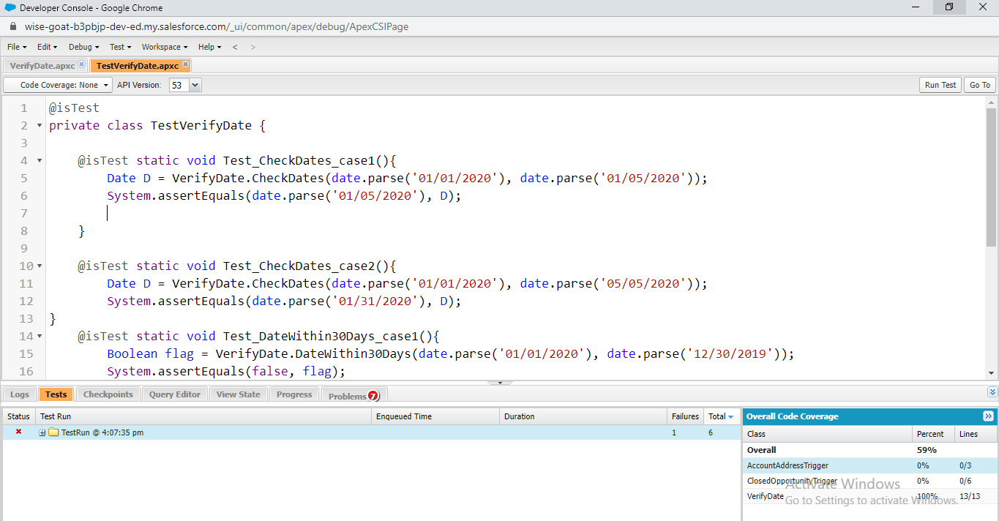 Developer Console - Google Chrome
wise-goat-b3pbjp-dev-ed.my.salesforce.com/_ui/common/apex/debug/ApexCSIPage
File Edit Debug Test Workspace Help < >
VerifyDate.apxc TestVerifyDate.apxc
Code Coverage: None API Version: 53 Run Test Go To
1 @isTest
2 private class TestVerifyDate {
3
4 @isTest static void Test_CheckDates_case1(){
5 Date D = VerifyDate.CheckDates(date.parse('01/01/2020'), date.parse('01/05/2020'));
6 System.assertEquals(date.parse('01/05/2020'), D);
7
8 }
9
10 @isTest static void Test_CheckDates_case2(){
11 Date D = VerifyDate.CheckDates(date.parse('01/01/2020'), date.parse('05/05/2020'));
12 System.assertEquals(date.parse('01/31/2020'), D);
13 }
14 @isTest static void Test_DateWithin30Days_case1(){
15 Boolean flag = VerifyDate.DateWithin30Days(date.parse('01/01/2020'), date.parse('12/30/2019'));
16 System.assertEquals(false, flag);
Logs Tests Checkpoints Query Editor View State Progress Problems 7
Status Test Run Enqueued Time Duration Failures Total
TestRun @ 4:07:35 pm 1 6
Overall Code Coverage
Class Percent Lines
Overall 59%
AccountAddressTrigger 0% 0/3
ClosedOpportunityTrigger 0% 0/6
VerifyDate 100% 13/13
Activate Windows
Go to Settings to activate Windows.